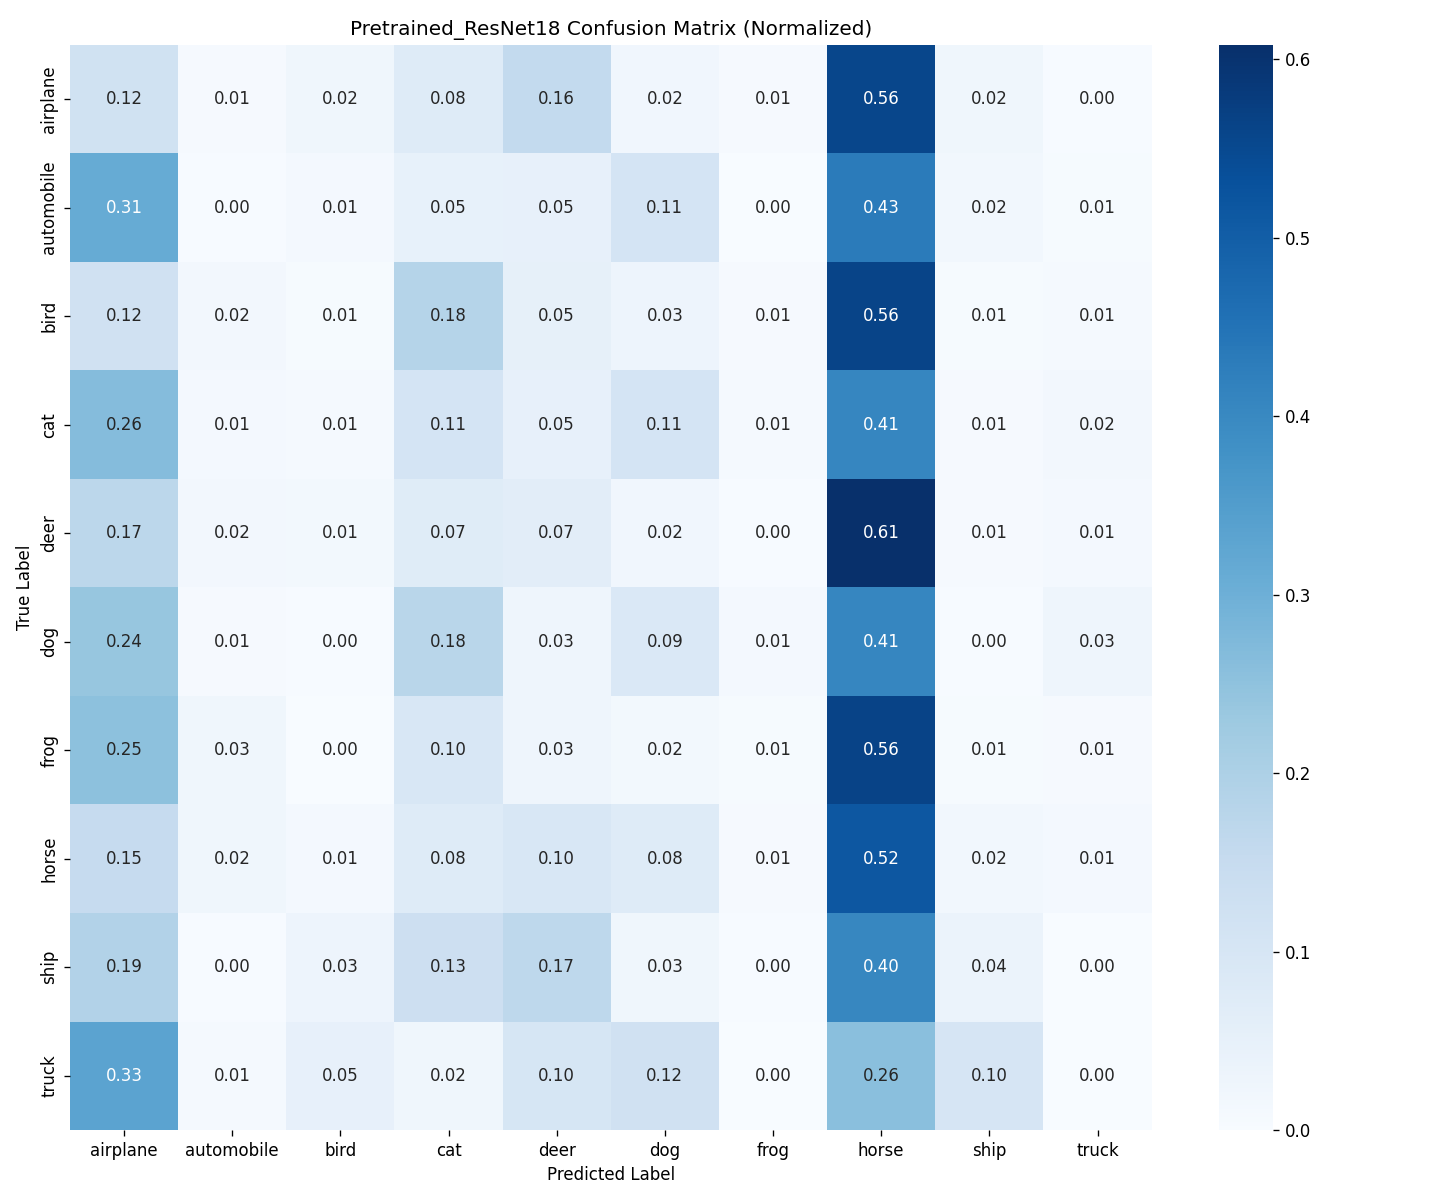 Pretrained_ResNet18 Confusion Matrix (Normalized)
True Label
airplane 0.12 0.01 0.02 0.08 0.16 0.02 0.01 0.56 0.02 0.00
automobile 0.31 0.00 0.01 0.05 0.05 0.11 0.00 0.43 0.02 0.01
bird 0.12 0.02 0.01 0.18 0.05 0.03 0.01 0.56 0.01 0.01
cat 0.26 0.01 0.01 0.11 0.05 0.11 0.01 0.41 0.01 0.02
deer 0.17 0.02 0.01 0.07 0.07 0.02 0.00 0.61 0.01 0.01
dog 0.24 0.01 0.00 0.18 0.03 0.09 0.01 0.41 0.00 0.03
frog 0.25 0.03 0.00 0.10 0.03 0.02 0.01 0.56 0.01 0.01
horse 0.15 0.02 0.01 0.08 0.10 0.08 0.01 0.52 0.02 0.01
ship 0.19 0.00 0.03 0.13 0.17 0.03 0.00 0.40 0.04 0.00
truck 0.33 0.01 0.05 0.02 0.10 0.12 0.00 0.26 0.10 0.00
airplane automobile bird cat deer dog frog horse ship truck
Predicted Label
0.6
0.5
0.4
0.3
0.2
0.1
0.0